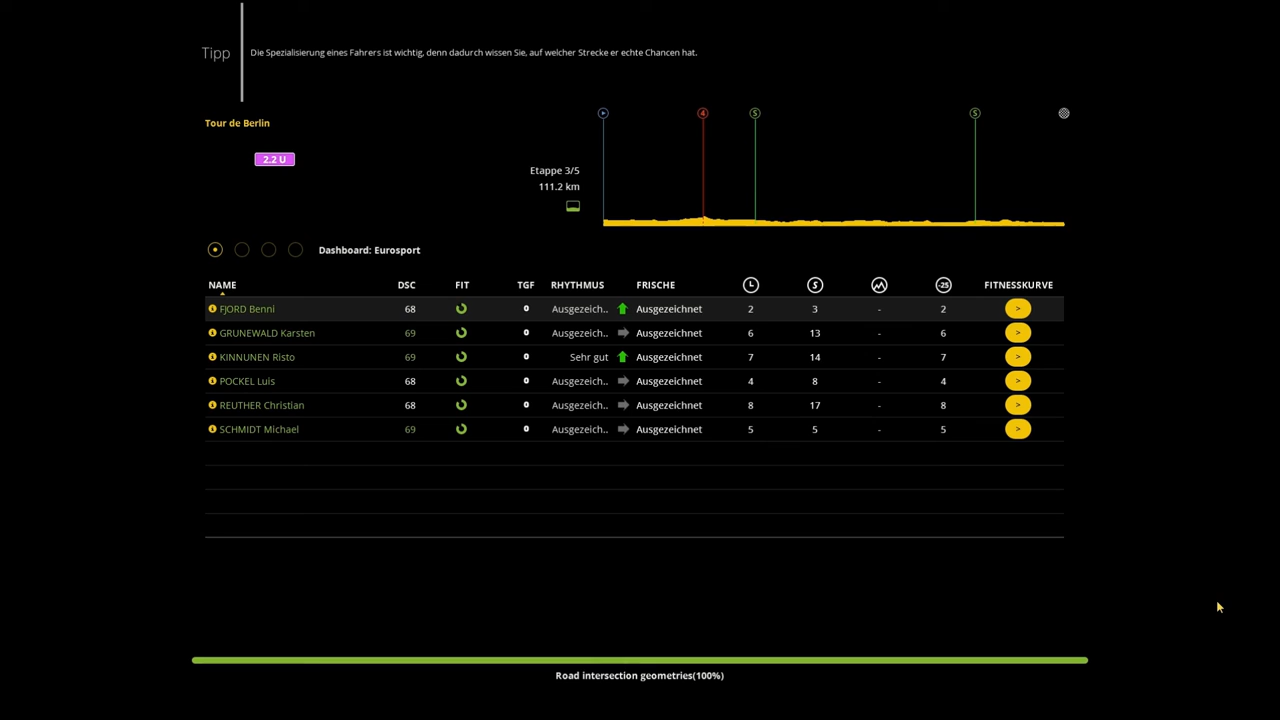 Tipp
Die Spezialisierung eines Fahrers ist wichtig, denn dadurch wissen Sie, auf welcher Strecke er echte Chancen hat.
Tour de Berlin
2.2 U
Etappe 3/5
111.2 km
4
S
S
Dashboard: Eurosport
NAME DSC FIT TGF RHYTHMUS FRISCHE S -25 FITNESSKURVE
FJORD Benni 68 0 Ausgezeich.. Ausgezeichnet 2 3 - 2 >
GRUNEWALD Karsten 69 0 Ausgezeich.. Ausgezeichnet 6 13 - 6 >
KINNUNEN Risto 69 0 Sehr gut Ausgezeichnet 7 14 - 7 >
POCKEL Luis 68 0 Ausgezeich.. Ausgezeichnet 4 8 - 4 >
REUTHER Christian 68 0 Ausgezeich.. Ausgezeichnet 8 17 - 8 >
SCHMIDT Michael 69 0 Ausgezeich.. Ausgezeichnet 5 5 - 5 >
Road intersection geometries(100%)